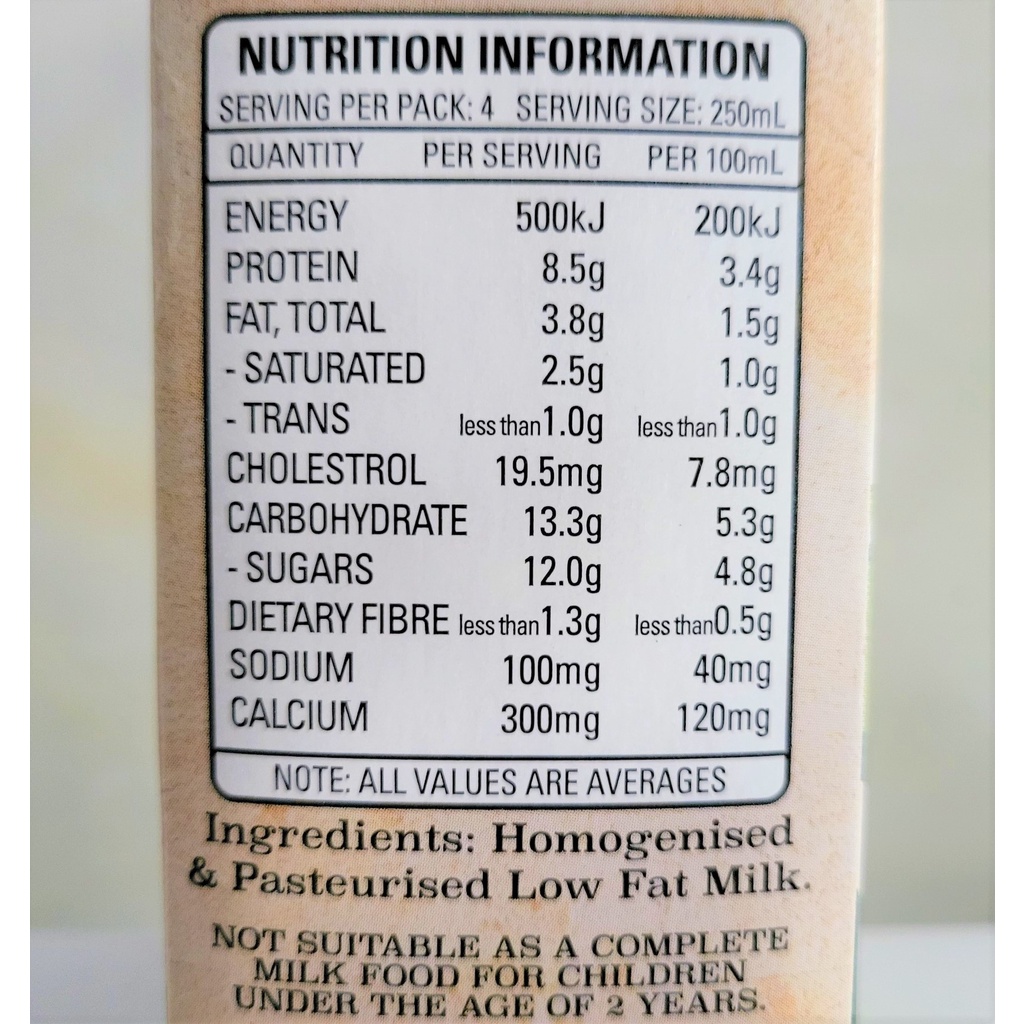 NUTRITION INFORMATION
SERVING PER PACK: 4 SERVING SIZE: 250mL
QUANTITY PER SERVING PER 100mL
ENERGY 500kJ 200kJ
PROTEIN 8.5g 3.4g
FAT, TOTAL 3.8g 1.5g
- SATURATED 2.5g 1.0g
- TRANS less than 1.0g less than 1.0g
CHOLESTROL 19.5mg 7.8mg
CARBOHYDRATE 13.3g 5.3g
- SUGARS 12.0g 4.8g
DIETARY FIBRE less than 1.3g less than 0.5g
SODIUM 100mg 40mg
CALCIUM 300mg 120mg
NOTE: ALL VALUES ARE AVERAGES
Ingredients: Homogenised
& Pasteurised Low Fat Milk.
NOT SUITABLE AS A COMPLETE
MILK FOOD FOR CHILDREN
UNDER THE AGE OF 2 YEARS.